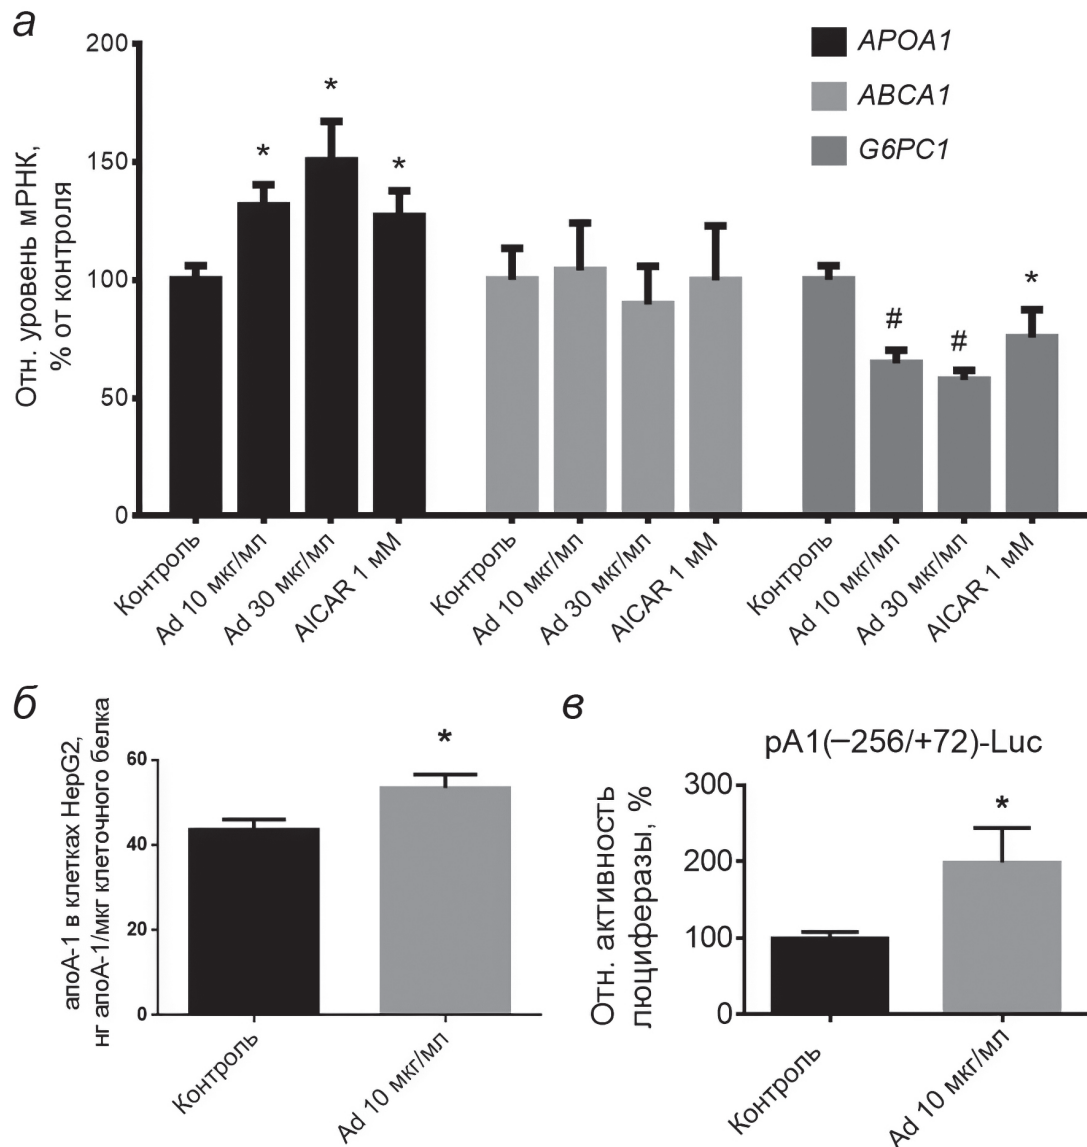 а
200
150
100
50
0
Отн. уровень мРНК,
% от контроля
APOA1
ABCA1
G6PC1
*
*
*
#
#
*
Контроль
Ad 10 мкг/мл
Ad 30 мкг/мл
AICAR 1 мМ
Контроль
Ad 10 мкг/мл
Ad 30 мкг/мл
AICAR 1 мМ
Контроль
Ad 10 мкг/мл
Ad 30 мкг/мл
AICAR 1 мМ
б
апоА-1 в клетках HepG2,
нг апоА-1/мкг клеточного белка
60
40
20
0
*
Контроль
Ad 10 мкг/мл
в
pA1(–256/+72)-Luc
Отн. активность
люциферазы, %
300
200
100
0
*
Контроль
Ad 10 мкг/мл